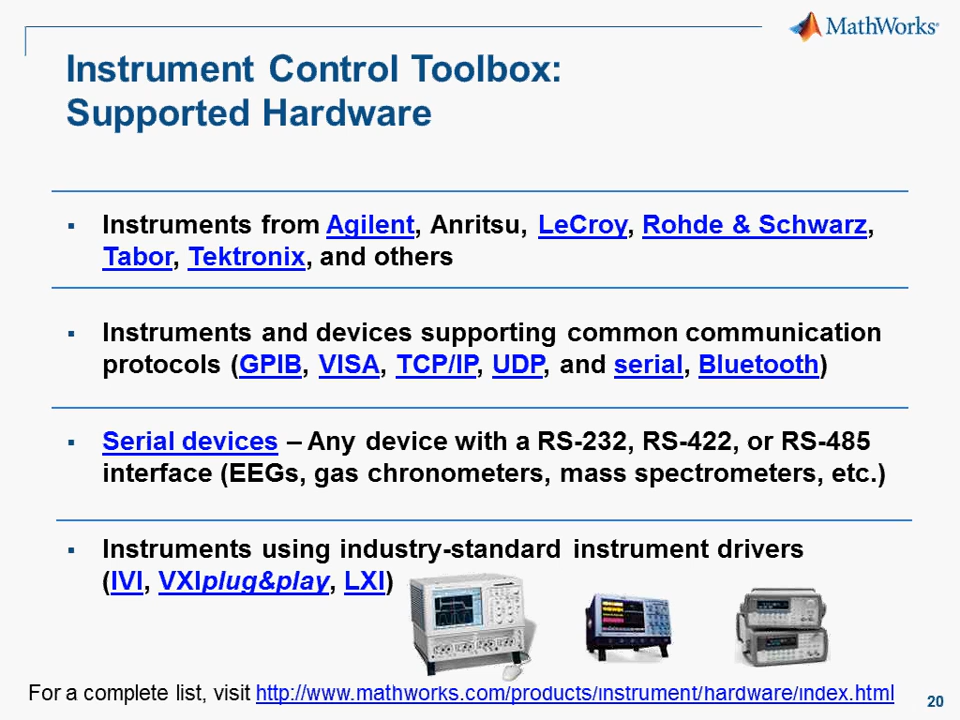 MathWorks®
Instrument Control Toolbox:
Supported Hardware
▪ Instruments from Agilent, Anritsu, LeCroy, Rohde & Schwarz,
Tabor, Tektronix, and others
▪ Instruments and devices supporting common communication
protocols (GPIB, VISA, TCP/IP, UDP, and serial, Bluetooth)
▪ Serial devices – Any device with a RS-232, RS-422, or RS-485
interface (EEGs, gas chronometers, mass spectrometers, etc.)
▪ Instruments using industry-standard instrument drivers
(IVI, VXIplug&play, LXI)
For a complete list, visit http://www.mathworks.com/products/instrument/hardware/index.html
20